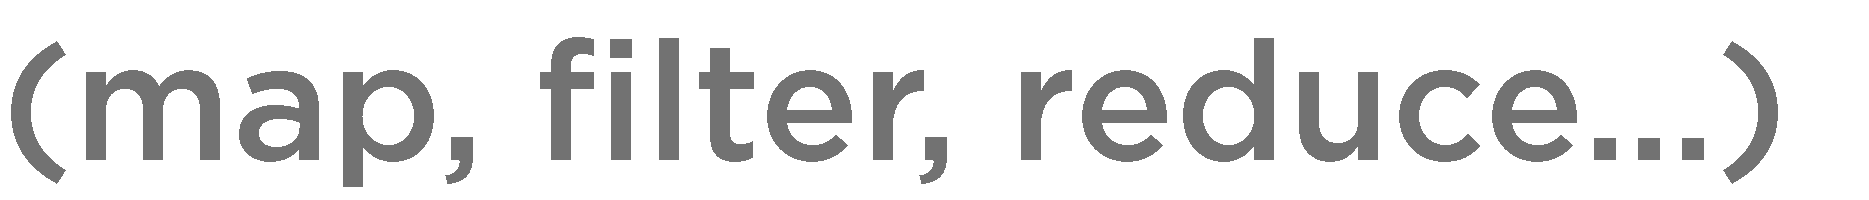 (map, filter, reduce...)